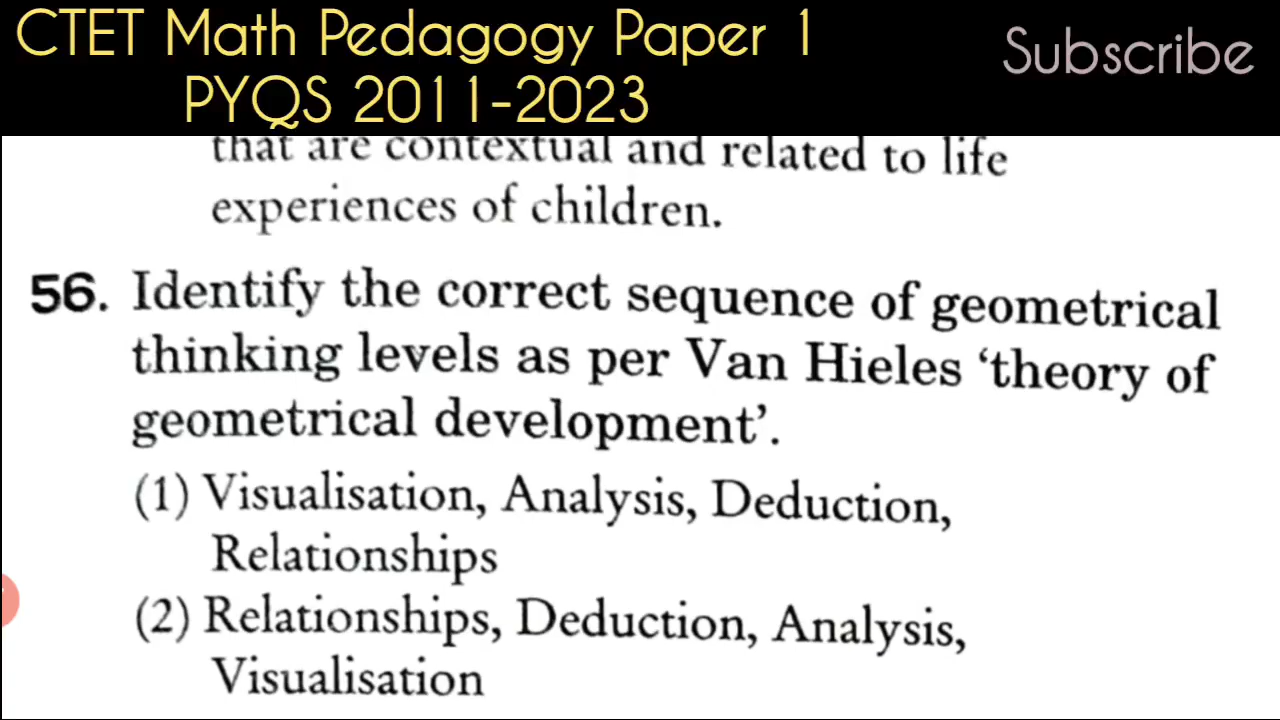 CTET Math Pedagogy Paper 1
PYQS 2011-2023
Subscribe
that are contextual and related to life
experiences of children.
56. Identify the correct sequence of geometrical
thinking levels as per Van Hieles ‘theory of
geometrical development’.
(1) Visualisation, Analysis, Deduction,
Relationships
(2) Relationships, Deduction, Analysis,
Visualisation